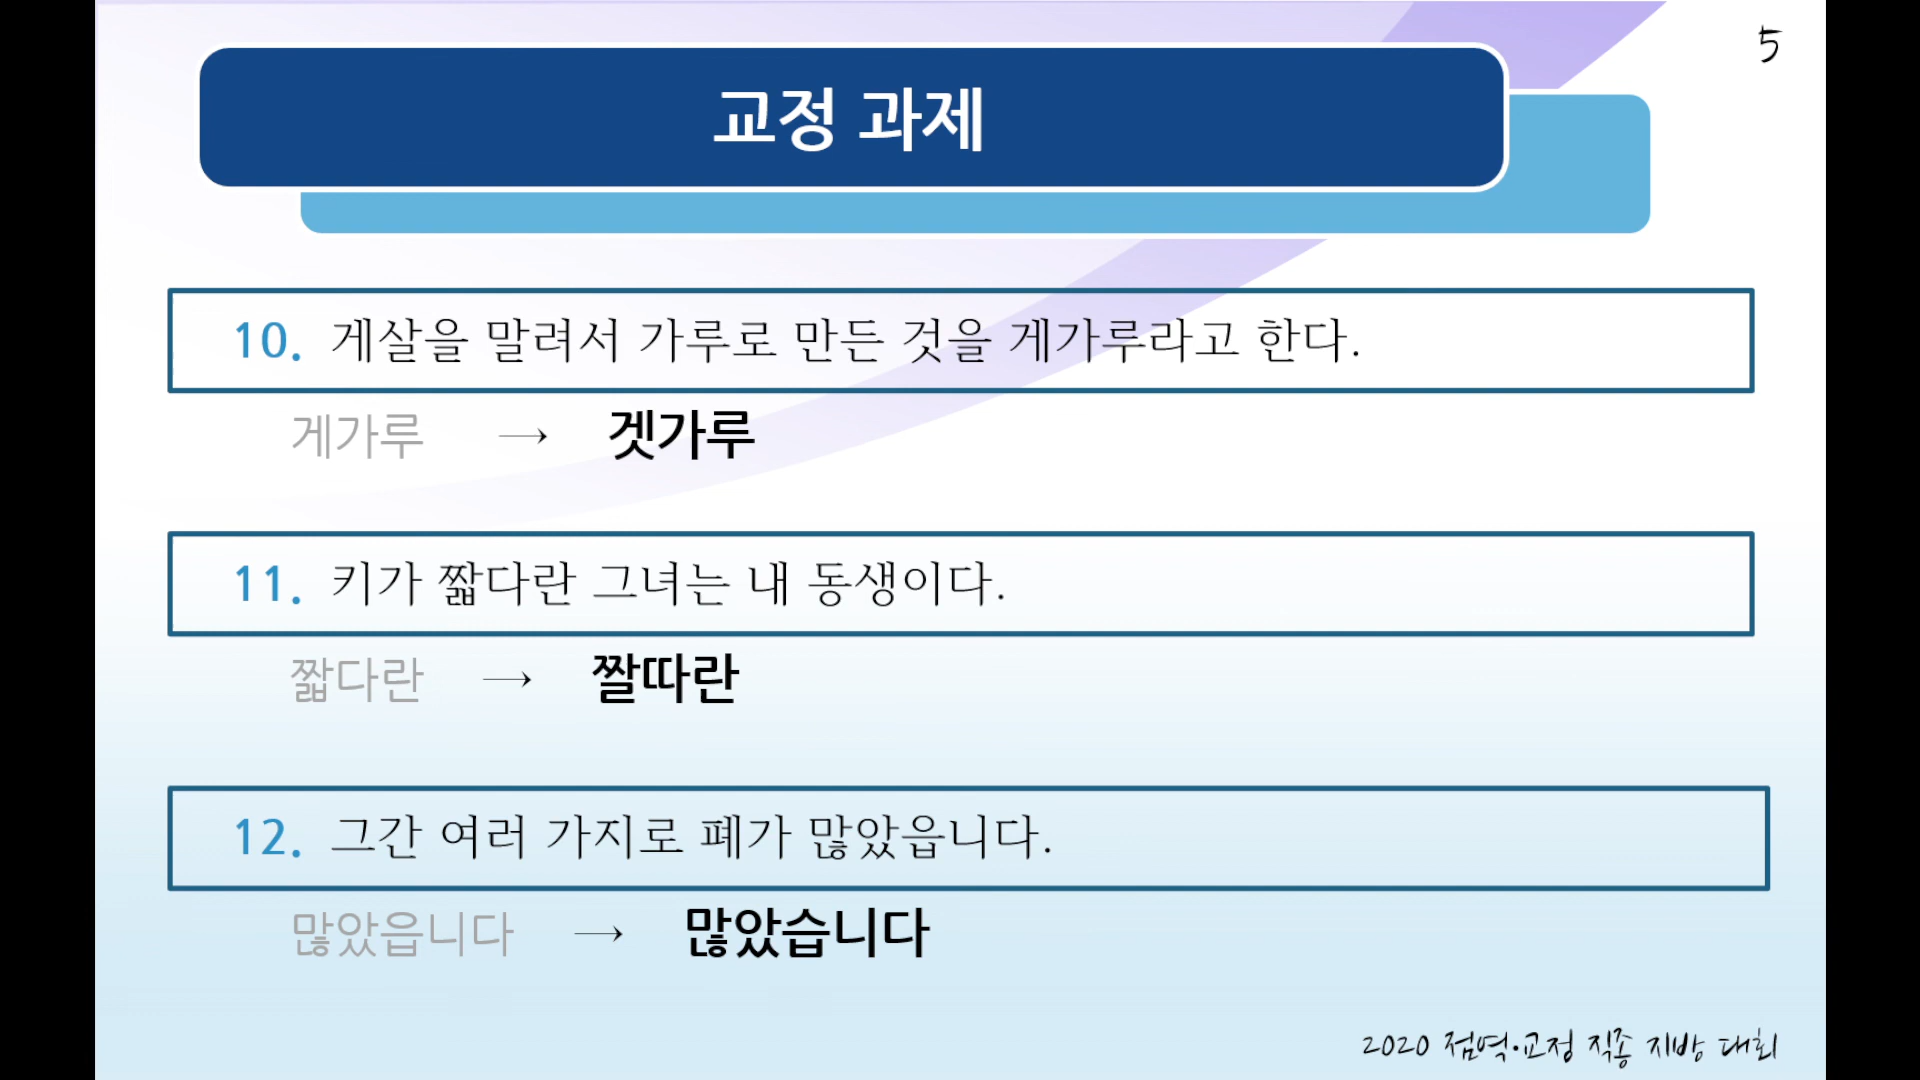 5
교정 과제
10. 게살을 말려서 가루로 만든 것을 게가루라고 한다.
게가루 → 겟가루
11. 키가 짧다란 그녀는 내 동생이다.
짧다란 → 짤따란
12. 그간 여러 가지로 폐가 많았읍니다.
많았읍니다 → 많았습니다
2020 점역·교정 직종 지방 대회